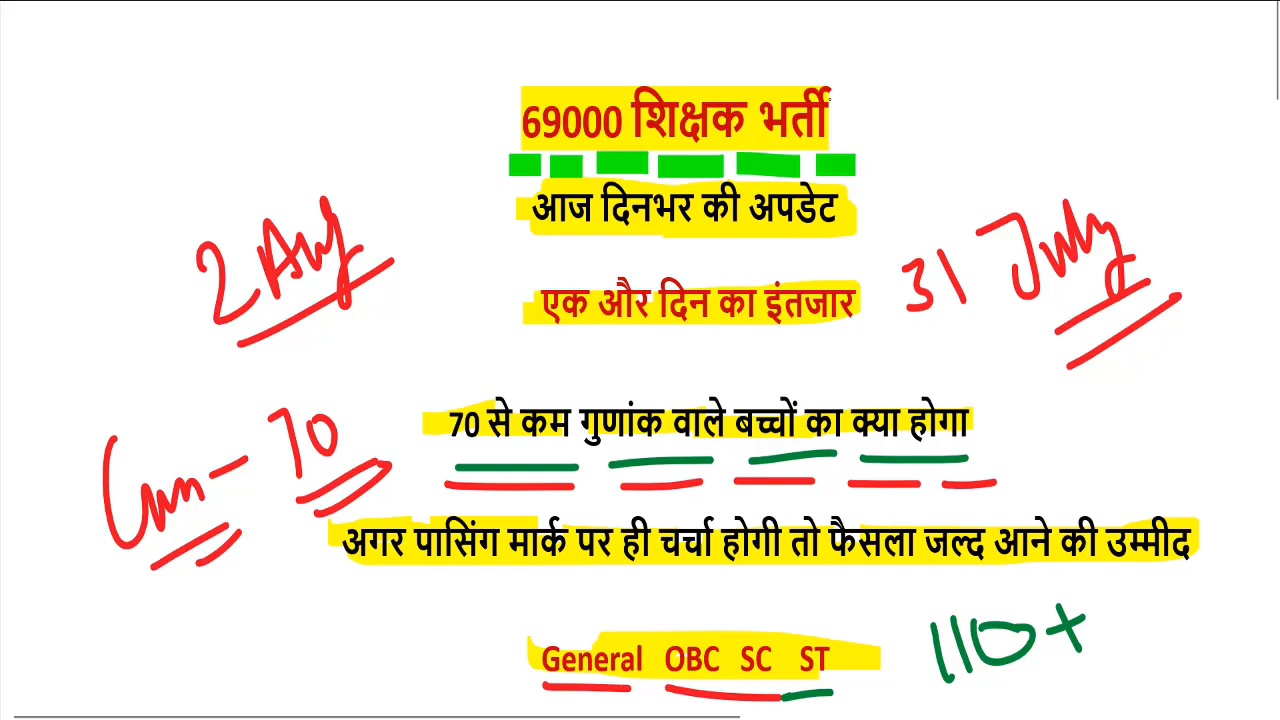 69000 शिक्षक भर्ती
आज दिनभर की अपडेट
2 Aug
एक और दिन का इंतजार
31 July
70 से कम गुणांक वाले बच्चों का क्या होगा
70
अगर पासिंग मार्क पर ही चर्चा होगी तो फैसला जल्द आने की उम्मीद
General OBC SC ST
110+